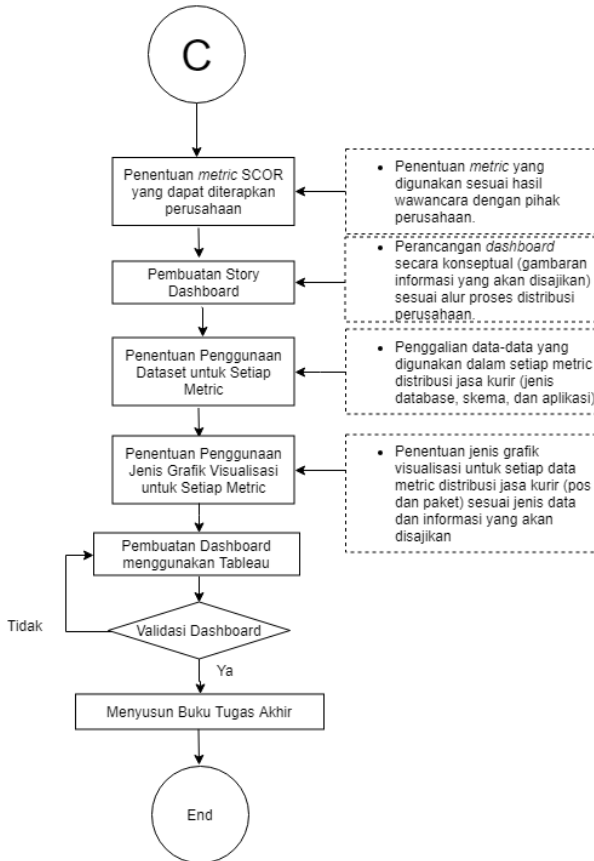 C
Penentuan metric SCOR
yang dapat diterapkan
perusahaan
• Penentuan metric yang
digunakan sesuai hasil
wawancara dengan pihak
perusahaan.
Pembuatan Story
Dashboard
• Perancangan dashboard
secara konseptual (gambaran
informasi yang akan disajikan)
sesuai alur proses distribusi
perusahaan.
Penentuan Penggunaan
Dataset untuk Setiap
Metric
• Penggalian data-data yang
digunakan dalam setiap metric
distribusi jasa kurir (jenis
database, skema, dan aplikasi)
Penentuan Penggunaan
Jenis Grafik Visualisasi
untuk Setiap Metric
• Penentuan jenis grafik
visualisasi untuk setiap data
metric distribusi jasa kurir (pos
dan paket) sesuai jenis data
dan informasi yang akan
disajikan
Pembuatan Dashboard
menggunakan Tableau
Tidak
Validasi Dashboard
Ya
Menyusun Buku Tugas Akhir
End